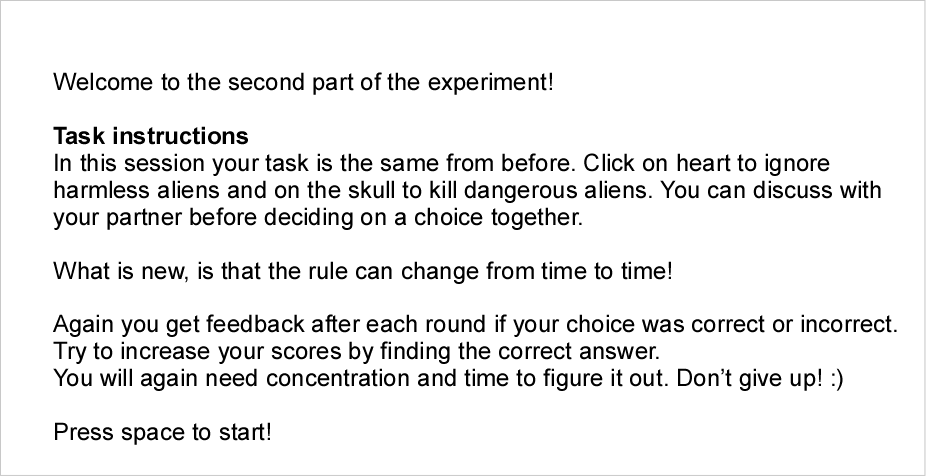 Welcome to the second part of the experiment!
Task instructions
In this session your task is the same from before. Click on heart to ignore
harmless aliens and on the skull to kill dangerous aliens. You can discuss with
your partner before deciding on a choice together.
What is new, is that the rule can change from time to time!
Again you get feedback after each round if your choice was correct or incorrect.
Try to increase your scores by finding the correct answer.
You will again need concentration and time to figure it out. Don’t give up! :)
Press space to start!